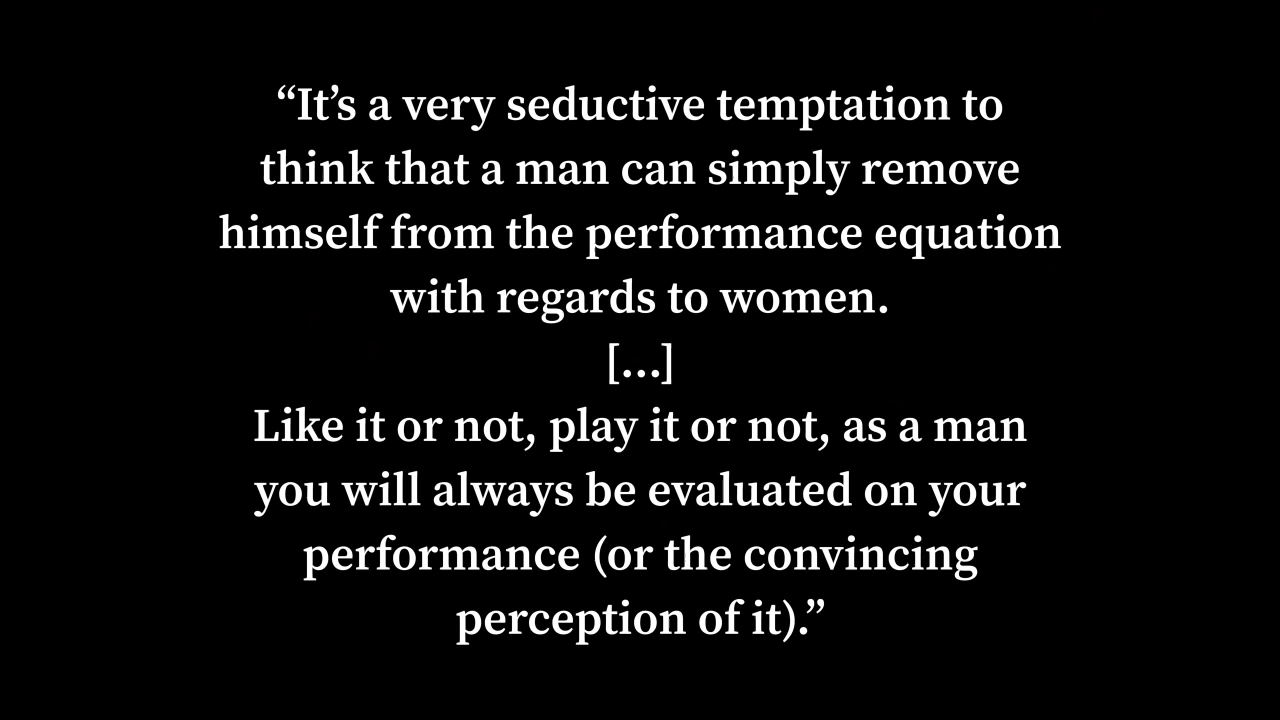 “It’s a very seductive temptation to
think that a man can simply remove
himself from the performance equation
with regards to women.
[...]
Like it or not, play it or not, as a man
you will always be evaluated on your
performance (or the convincing
perception of it).”